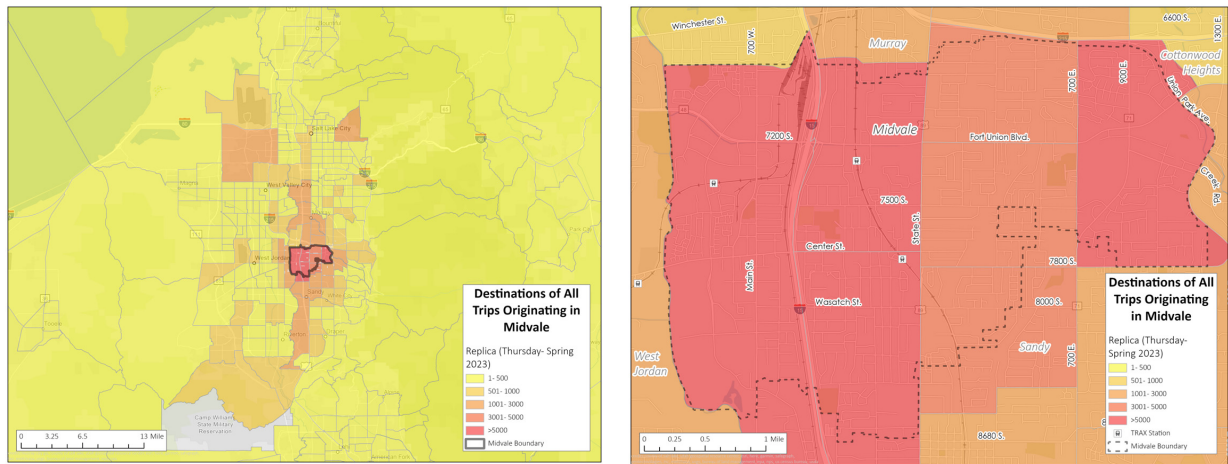 Salt Lake City
West Valley City
West Jordan
Camp Williams
State Military
Reservation
Destinations of All
Trips Originating in
Midvale
Replica (Thursday- Spring
2023)
1- 500
501- 1000
1001- 3000
3001- 5000
>5000
Midvale Boundary
0 3.25 6.5 13 Mile
Winchester St.
700 W.
Murray
6600 S.
1300 E.
Cottonwood
Heights
700 E.
900 E.
Union Park Ave.
7200 S.
Midvale
Fort Union Blvd.
Creek Rd.
7500 S.
State St.
Center St.
7800 S.
Main St.
Wasatch St.
8000 S.
West
Jordan
Sandy
700 E.
8680 S.
Destinations of All
Trips Originating
in Midvale
Replica (Thursday-
Spring 2023)
1- 500
501- 1000
1001- 3000
3001- 5000
>5000
TRAX Station
Midvale Boundary
0 0.25 0.5 1 Mile